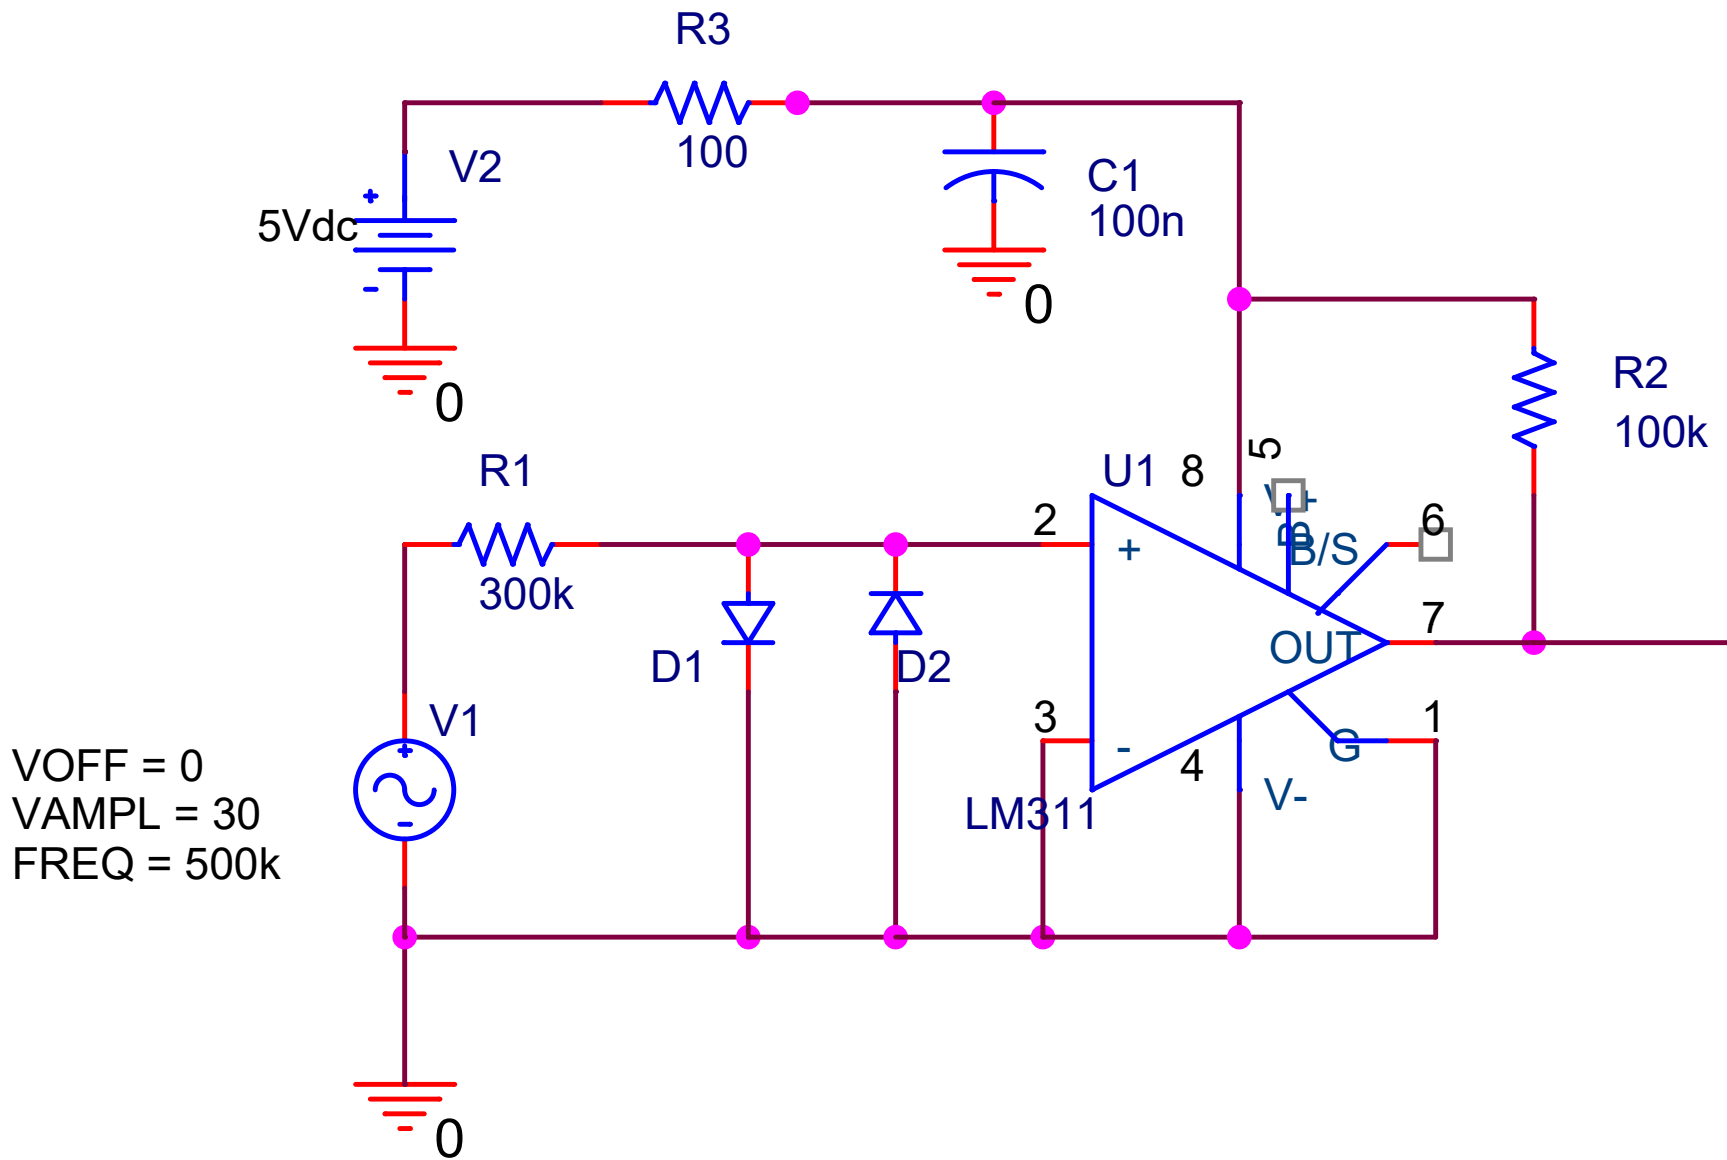 R3
100
V2
+
5Vdc
-
0
C1
100n
0
R2
100k
R1
300k
U1
8
5
V+
B
B/S
6
2
+
D1
D2
OUT
7
3
-
4
G
1
V-
LM311
V1
+
-
VOFF = 0
VAMPL = 30
FREQ = 500k
0